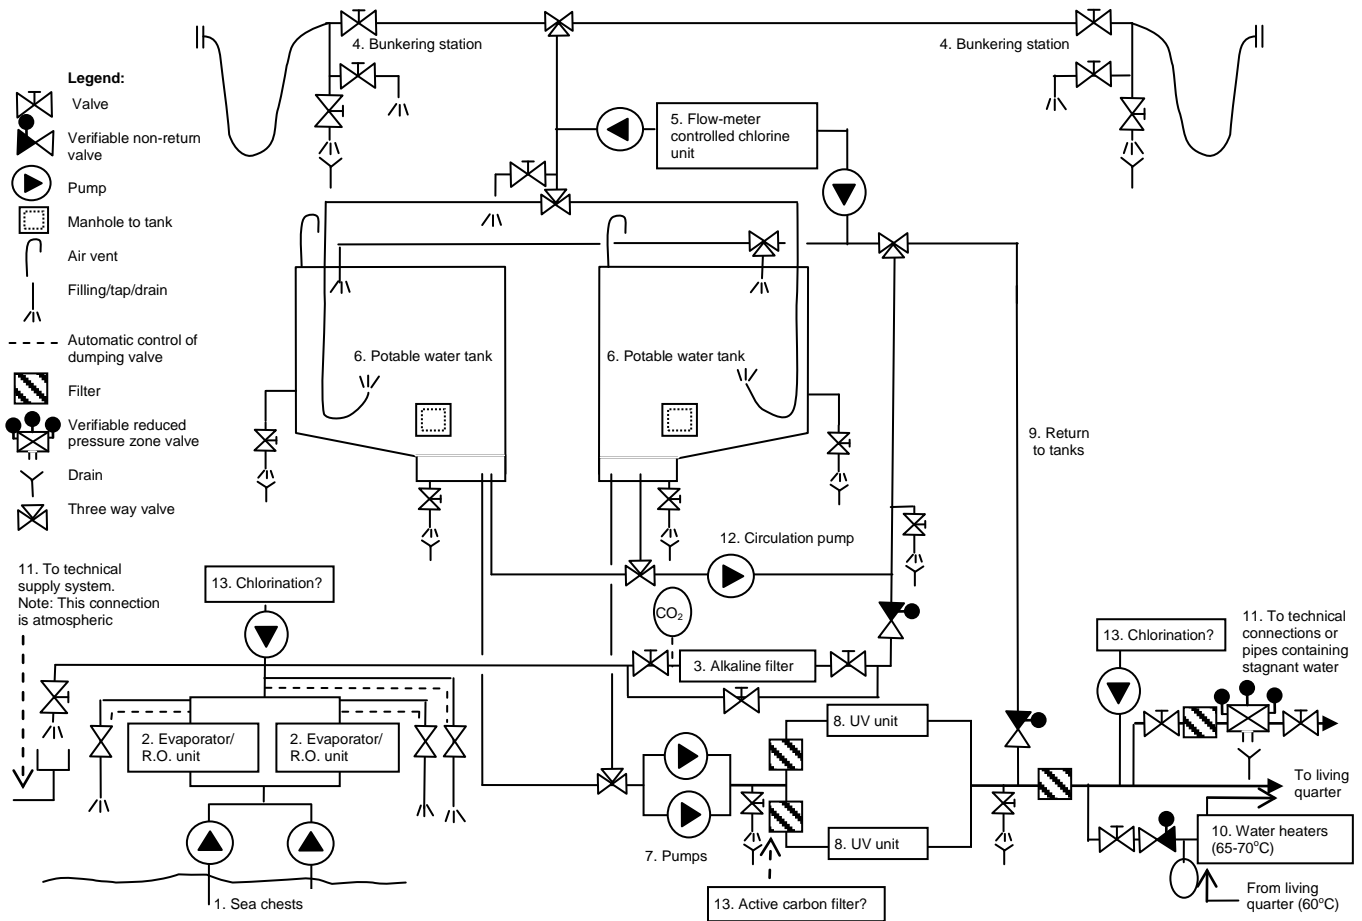 4. Bunkering station
4. Bunkering station
Legend:
Valve
Verifiable non-return
valve
Pump
Manhole to tank
Air vent
Filling/tap/drain
Automatic control of
dumping valve
Filter
Verifiable reduced
pressure zone valve
Drain
Three way valve
5. Flow-meter
controlled chlorine
unit
6. Potable water tank
6. Potable water tank
9. Return
to tanks
12. Circulation pump
11. To technical
supply system.
Note: This connection
is atmospheric
13. Chlorination?
CO2
3. Alkaline filter
13. Chlorination?
11. To technical
connections or
pipes containing
stagnant water
2. Evaporator/
R.O. unit
2. Evaporator/
R.O. unit
8. UV unit
8. UV unit
7. Pumps
To living
quarter
10. Water heaters
(65-70°C)
From living
quarter (60°C)
1. Sea chests
13. Active carbon filter?